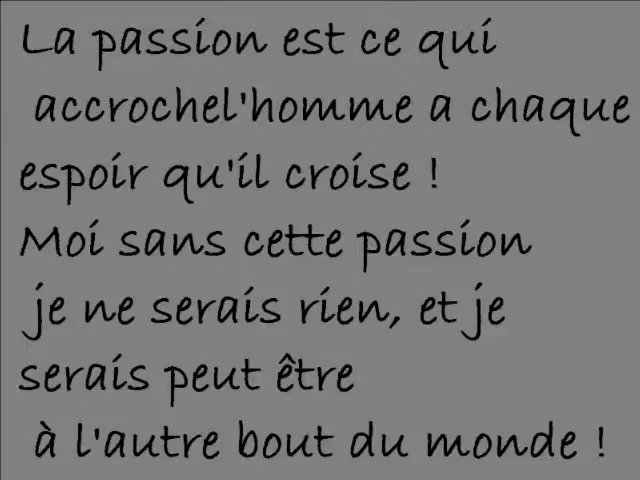 La passion est ce qui
accrochel'homme a chaque
espoir qu'il croise !
Moi sans cette passion
je ne serais rien, et je
serais peut être
à l'autre bout du monde !